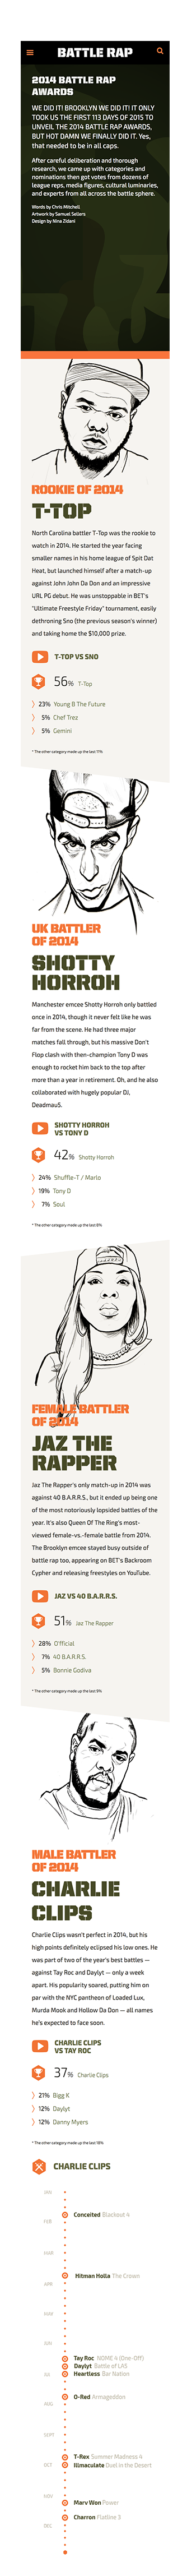 BATTLE RAP
2014 BATTLE RAP
AWARDS
WE DID IT! BROOKLYN WE DID IT! IT ONLY
TOOK US THE FIRST 113 DAYS OF 2015 TO
UNVEIL THE 2014 BATTLE RAP AWARDS,
BUT HOT DAMN WE FINALLY DID IT. Yes,
that needed to be in all caps.
After careful deliberation and thorough
research, we came up with categories and
nominations then got votes from dozens of
league reps, media figures, cultural luminaries,
and experts from all across the battle sphere.
Words by Chris Mitchell
Artwork by Samuel Sellers
Design by Nina Zidani
ROOKIE OF 2014
T-TOP
North Carolina battler T-Top was the rookie to
watch in 2014. He started the year facing
smaller names in his home league of Spit Dat
Heat, but launched himself after a match-up
against John John Da Don and an impressive
URL PG debut. He was unstoppable in BET's
"Ultimate Freestyle Friday" tournament, easily
dethroning Sno (the previous season's winner)
and taking home the $10,000 prize.
T-TOP VS SNO
56% T-Top
23% Young B The Future
5% Chef Trez
5% Gemini
* The other category made up the last 11%
UK BATTLER
OF 2014
SHOTTY
HORROH
Manchester emcee Shotty Horroh only battled
once in 2014, though it never felt like he was
far from the scene. He had three major
matches fall through, but his massive Don't
Flop clash with then-champion Tony D was
enough to rocket him back to the top after
more than a year in retirement. Oh, and he also
collaborated with hugely popular DJ,
Deadmau5.
SHOTTY HORROH
VS TONY D
42% Shotty Horroh
24% Shuffle-T / Marlo
19% Tony D
7% Soul
* The other category made up the last 8%
FEMALE BATTLER
OF 2014
JAZ THE
RAPPER
Jaz The Rapper's only match-up in 2014 was
against 40 B.A.R.R.S., but it ended up being one
of the most notoriously lopsided battles of the
year. It's also Queen Of The Ring's most-
viewed female-vs.-female battle from 2014.
The Brooklyn emcee stayed busy outside of
battle rap too, appearing on BET's Backroom
Cypher and releasing freestyles on YouTube.
JAZ VS 40 B.A.R.R.S.
51% Jaz The Rapper
28% O'fficial
7% 40 B.A.R.R.S.
5% Bonnie Godiva
* The other category made up the last 9%
MALE BATTLER
OF 2014
CHARLIE
CLIPS
Charlie Clips wasn't perfect in 2014, but his
high points definitely eclipsed his low ones. He
was part of two of the year's best battles —
against Tay Roc and Daylyt — only a week
apart. His popularity soared, putting him on
par with the NYC pantheon of Loaded Lux,
Murda Mook and Hollow Da Don — all names
he's expected to face soon.
CHARLIE CLIPS
VS TAY ROC
37% Charlie Clips
21% Bigg K
12% Daylyt
12% Danny Myers
* The other category made up the last 18%
CHARLIE CLIPS
JAN
Conceited Blackout 4
FEB
MAR
Hitman Holla The Crown
APR
MAY
JUN
Tay Roc NOME 4 (One-Off)
Daylyt Battle of LA5
JUL
Heartless Bar Nation
O-Red Armageddon
AUG
SEPT
T-Rex Summer Madness 4
OCT
Illmaculate Duel in the Desert
NOV
Marv Won Power
Charron Flatline 3
DEC